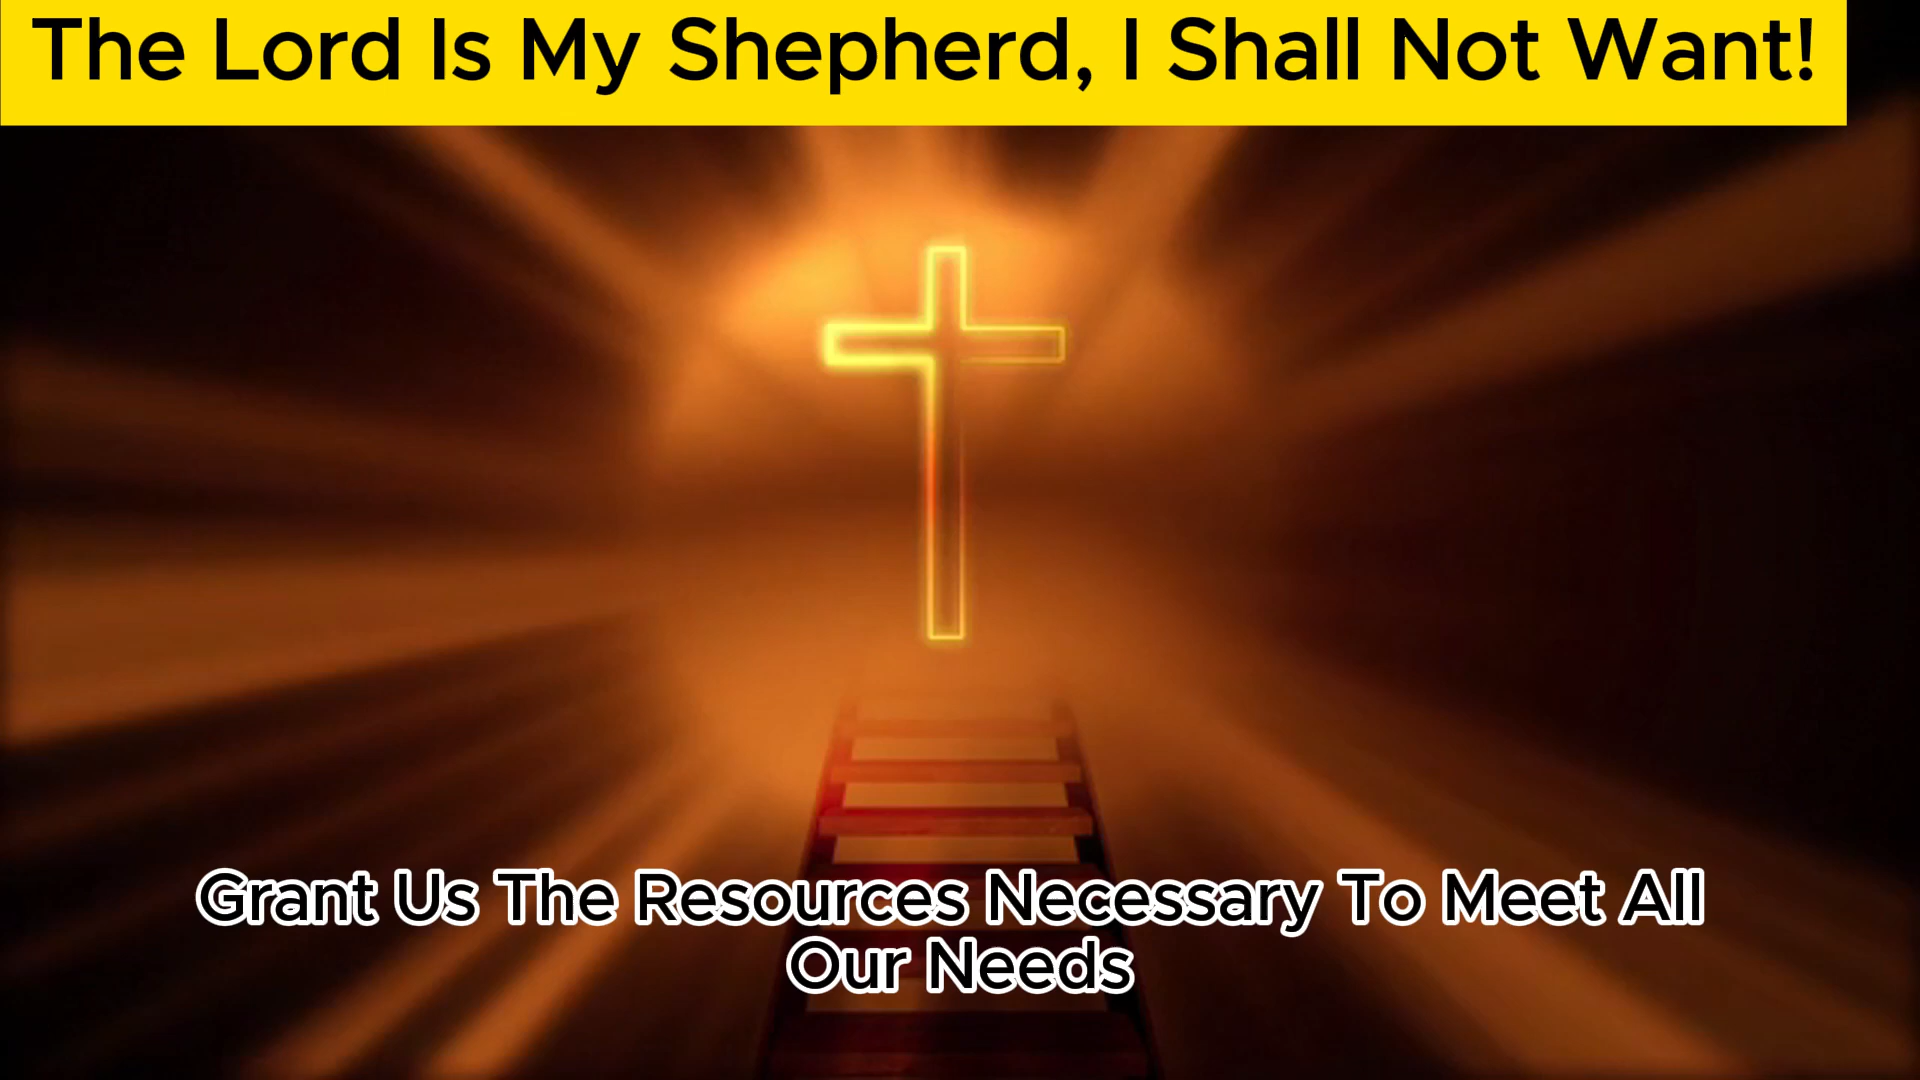 The Lord Is My Shepherd, I Shall Not Want!
Grant Us The Resources Necessary To Meet All
Our Needs